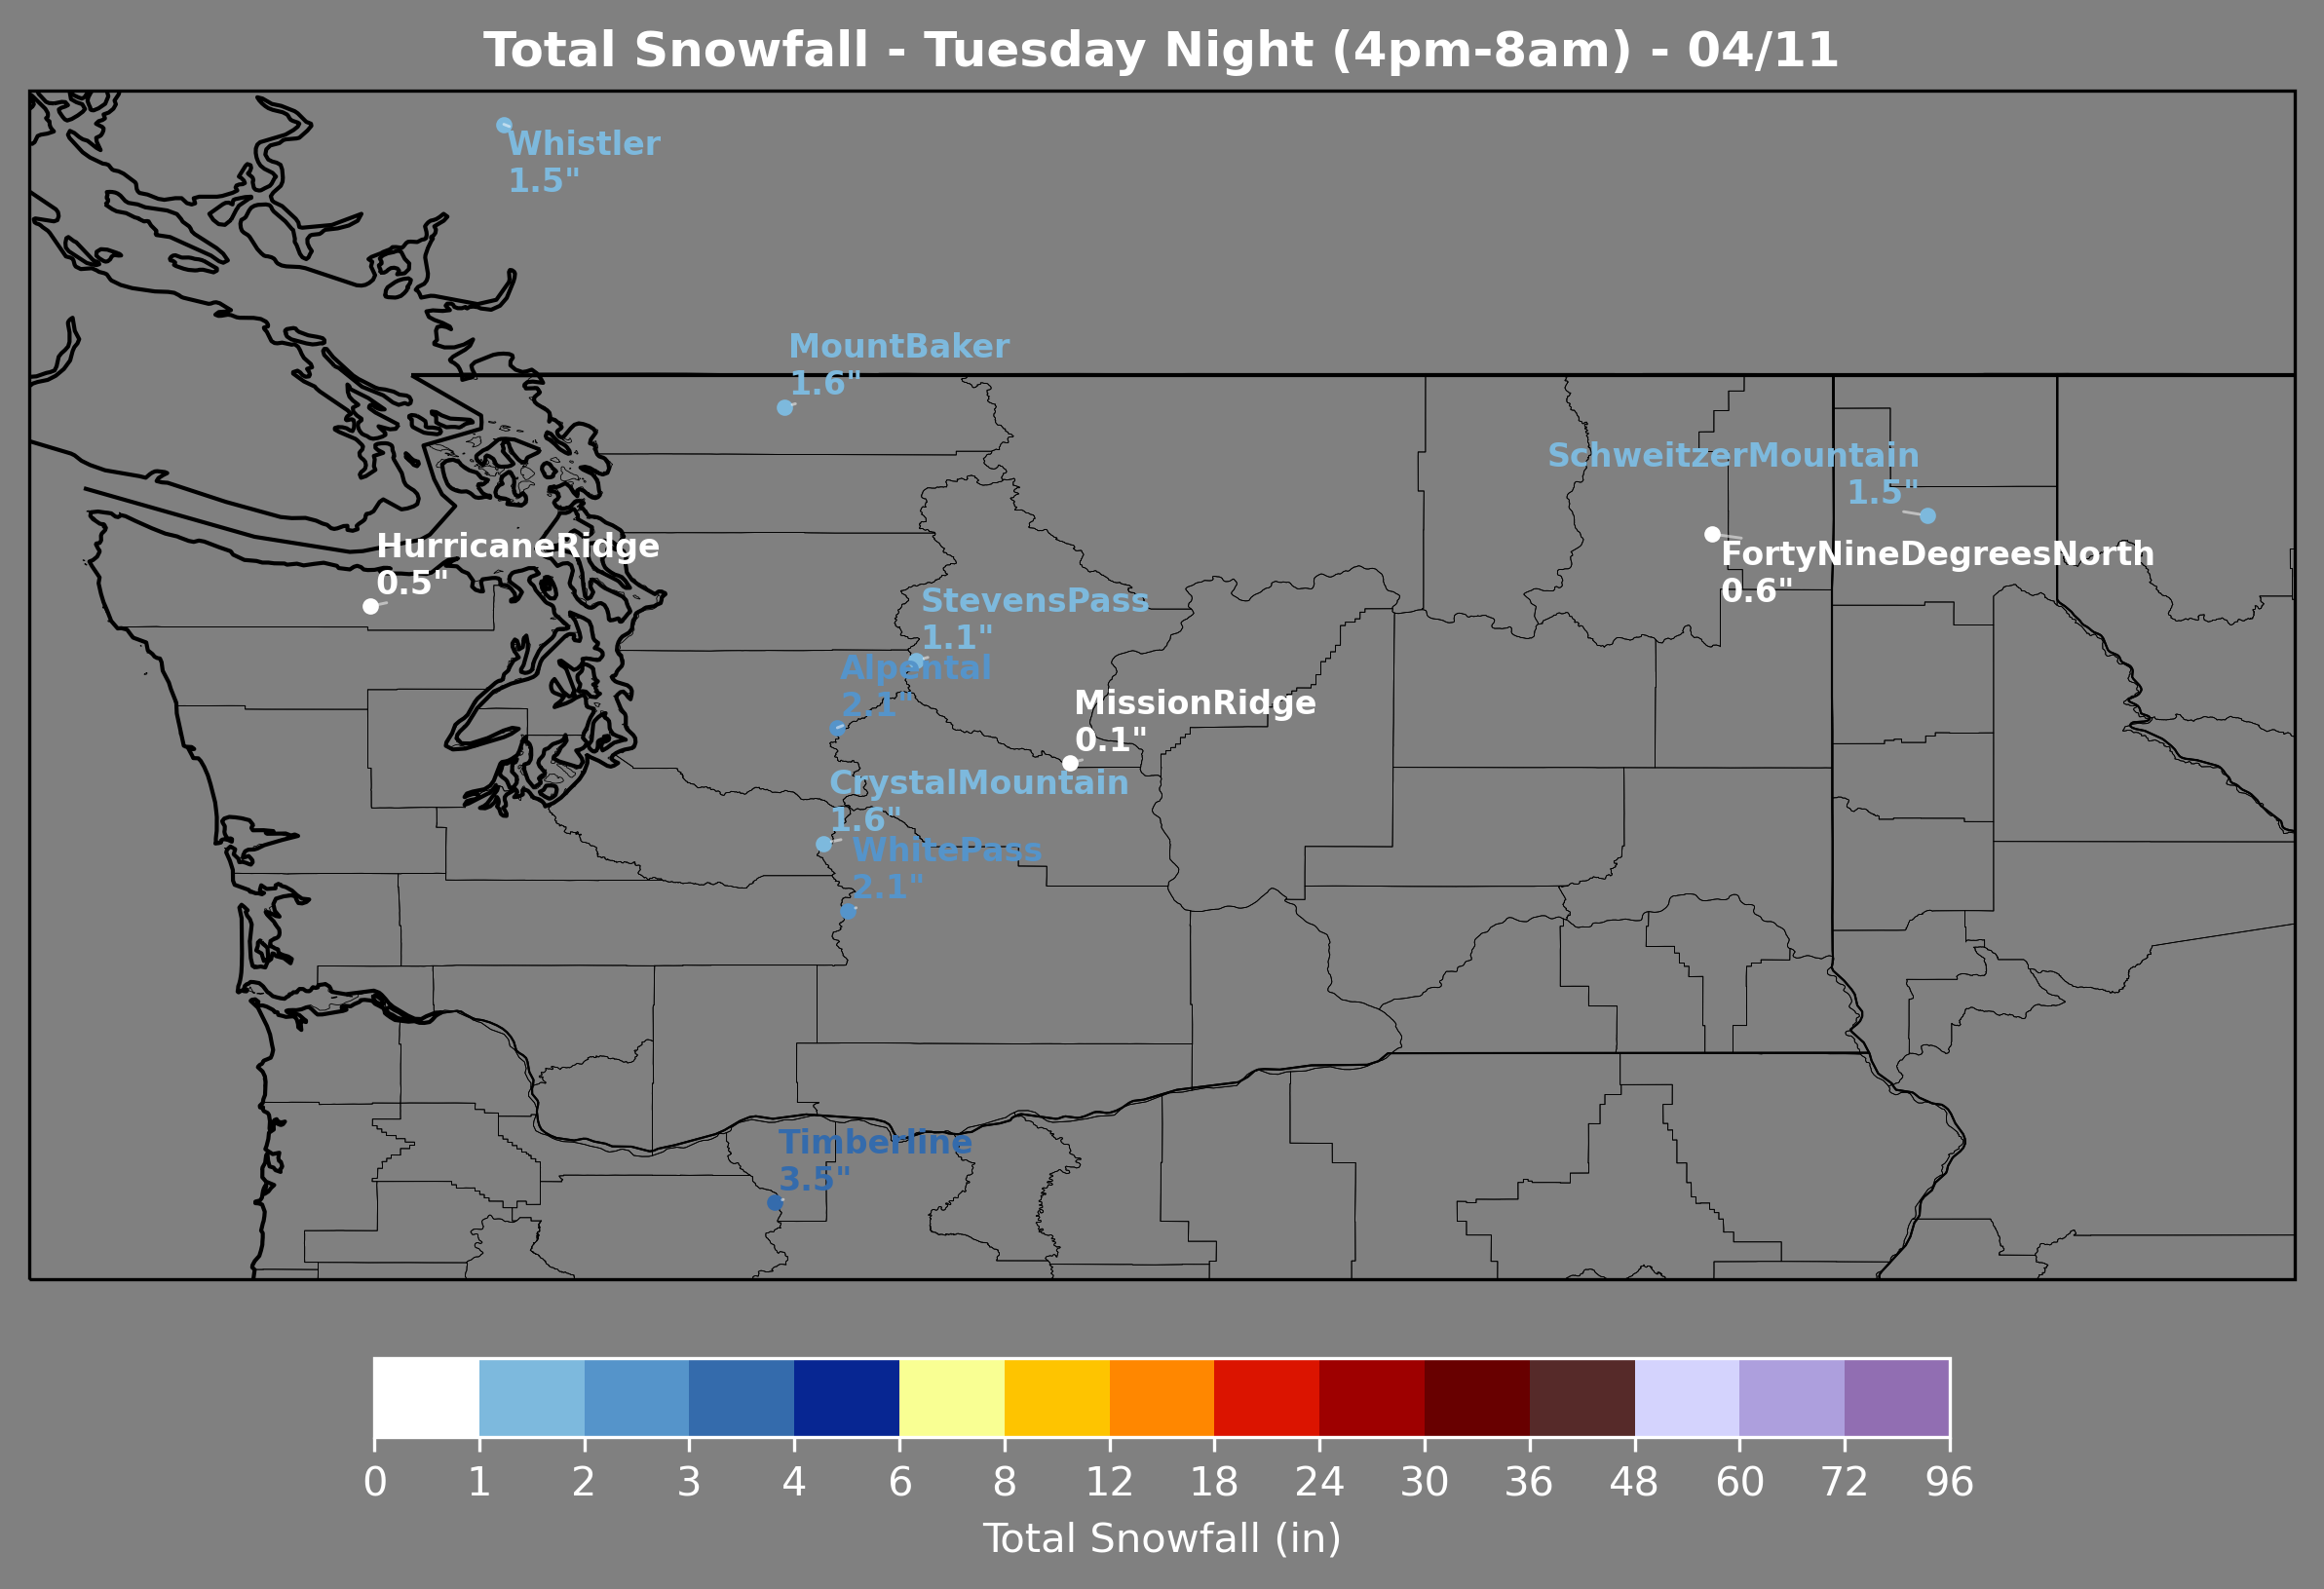 Total Snowfall - Tuesday Night (4pm-8am) - 04/11
Whistler
1.5"
MountBaker
1.6"
SchweitzerMountain
1.5"
HurricaneRidge
0.5"
FortyNineDegreesNorth
0.6"
StevensPass
1.1"
Alpental
2.1"
MissionRidge
0.1"
CrystalMountain
1.6"
WhitePass
2.1"
Timberline
3.5"
0 1 2 3 4 6 8 12 18 24 30 36 48 60 72 96
Total Snowfall (in)